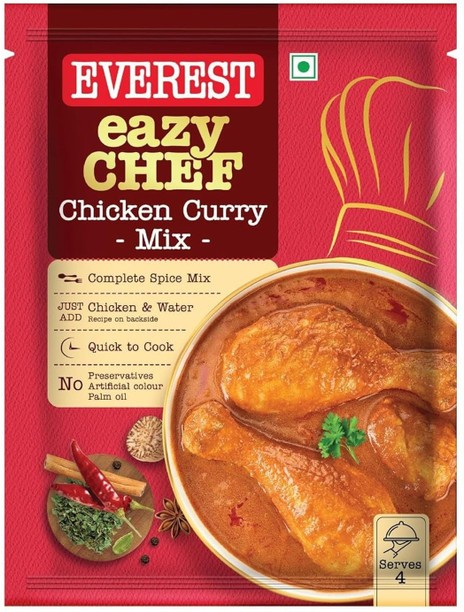 EVEREST
eazy
CHEF
Chicken Curry
- Mix -
Complete Spice Mix
JUST ADD Chicken & Water
Recipe on backside
Quick to Cook
No Preservatives
Artificial colour
Palm oil
Serves
4